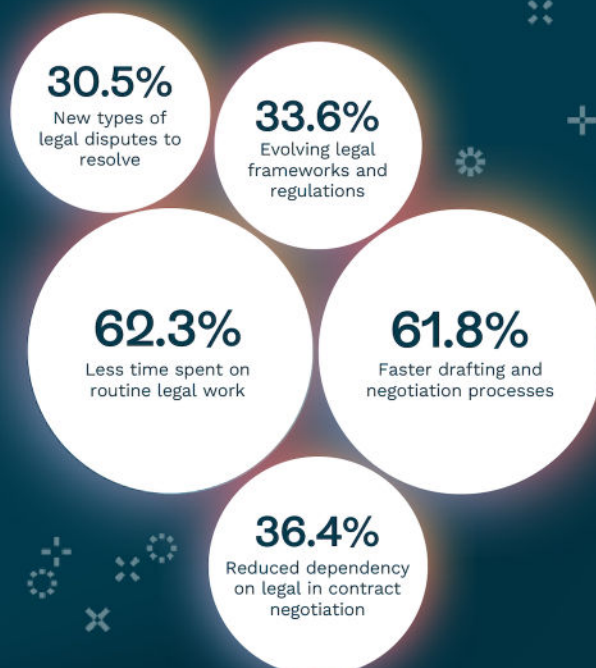 30.5%
New types of
legal disputes to
resolve
33.6%
Evolving legal
frameworks and
regulations
62.3%
Less time spent on
routine legal work
61.8%
Faster drafting and
negotiation processes
36.4%
Reduced dependency
on legal in contract
negotiation